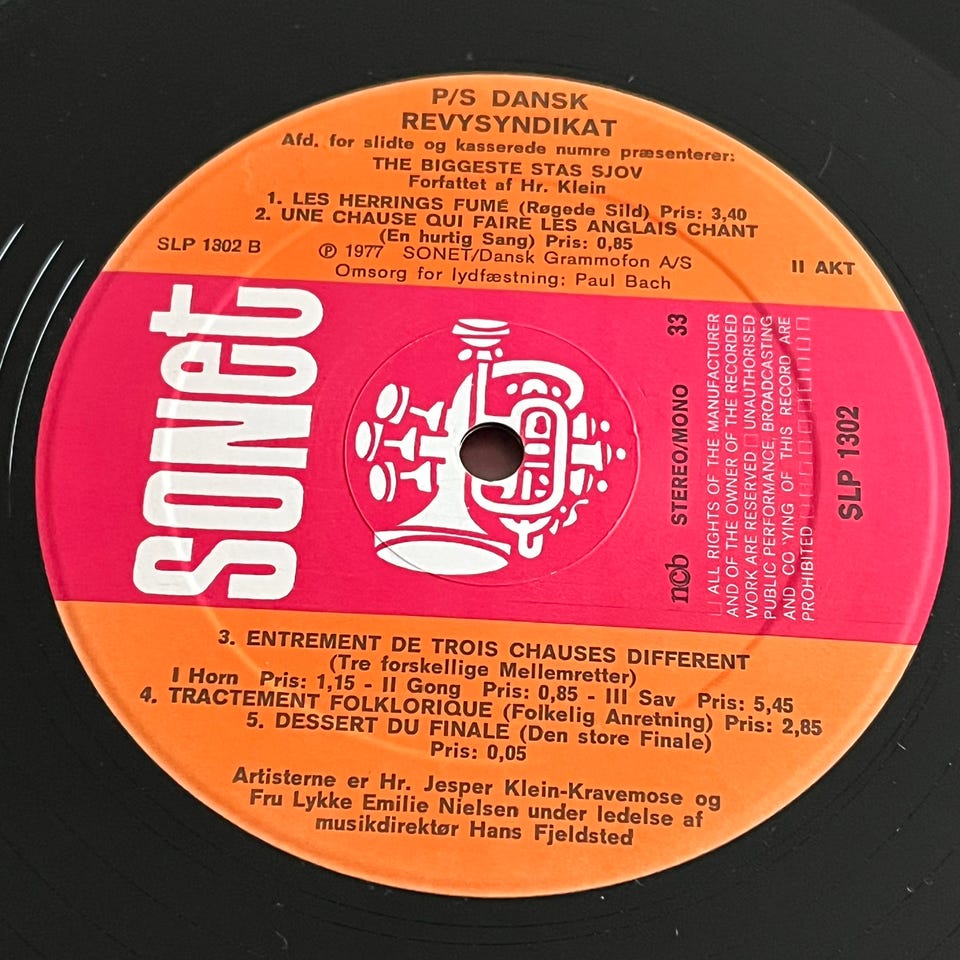 P/S DANSK
REVYSYNDIKAT
Afd. for slidte og kasserede numre præsenterer:
THE BIGGESTE STAS SJOV
Forfattet af Hr. Klein
1. LES HERRINGS FUMÉ (Røgede Sild) Pris: 3,40
2. UNE CHAUSE QUI FAIRE LES ANGLAIS CHANT
(En hurtig Sang) Pris: 0,85
SLP 1302 B
Ⓟ 1977 SONET/Dansk Grammofon A/S
II AKT
Omsorg for lydfæstning: Paul Bach
sonet
ncb STEREO/MONO 33
ALL RIGHTS OF THE MANUFACTURER
AND OF THE OWNER OF THE RECORDED
WORK ARE RESERVED UNAUTHORISED
PUBLIC PERFORMANCE, BROADCASTING
AND CO YING OF THIS RECORD ARE
PROHIBITED
SLP 1302
3. ENTREMENT DE TROIS CHAUSES DIFFERENT
(Tre forskellige Mellemretter)
I Horn Pris: 1,15 - II Gong Pris: 0,85 - III Sav Pris: 5,45
4. TRACTEMENT FOLKLORIQUE (Folkelig Anretning) Pris: 2,85
5. DESSERT DU FINALE (Den store Finale)
Pris: 0,05
Artisterne er Hr. Jesper Klein-Kravemose og
Fru Lykke Emilie Nielsen under ledelse af
musikdirektør Hans Fjeldsted